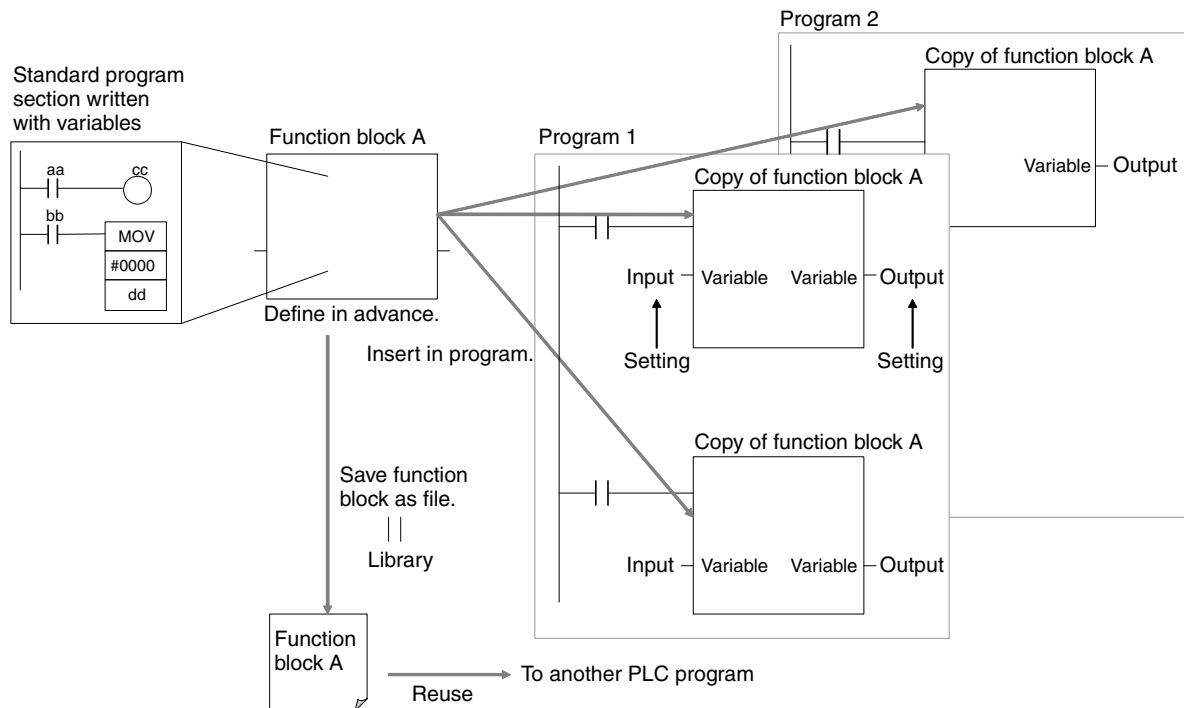 Program 2
Copy of function block A
Standard program
section written
with variables
Function block A
Program 1
aa
cc
bb
MOV
#0000
dd
Variable
Output
Copy of function block A
Input
Variable
Variable
Output
Setting
Setting
Define in advance.
Insert in program.
Copy of function block A
Input
Variable
Variable
Output
Save function
block as file.
Library
Function
block A
Reuse
To another PLC program